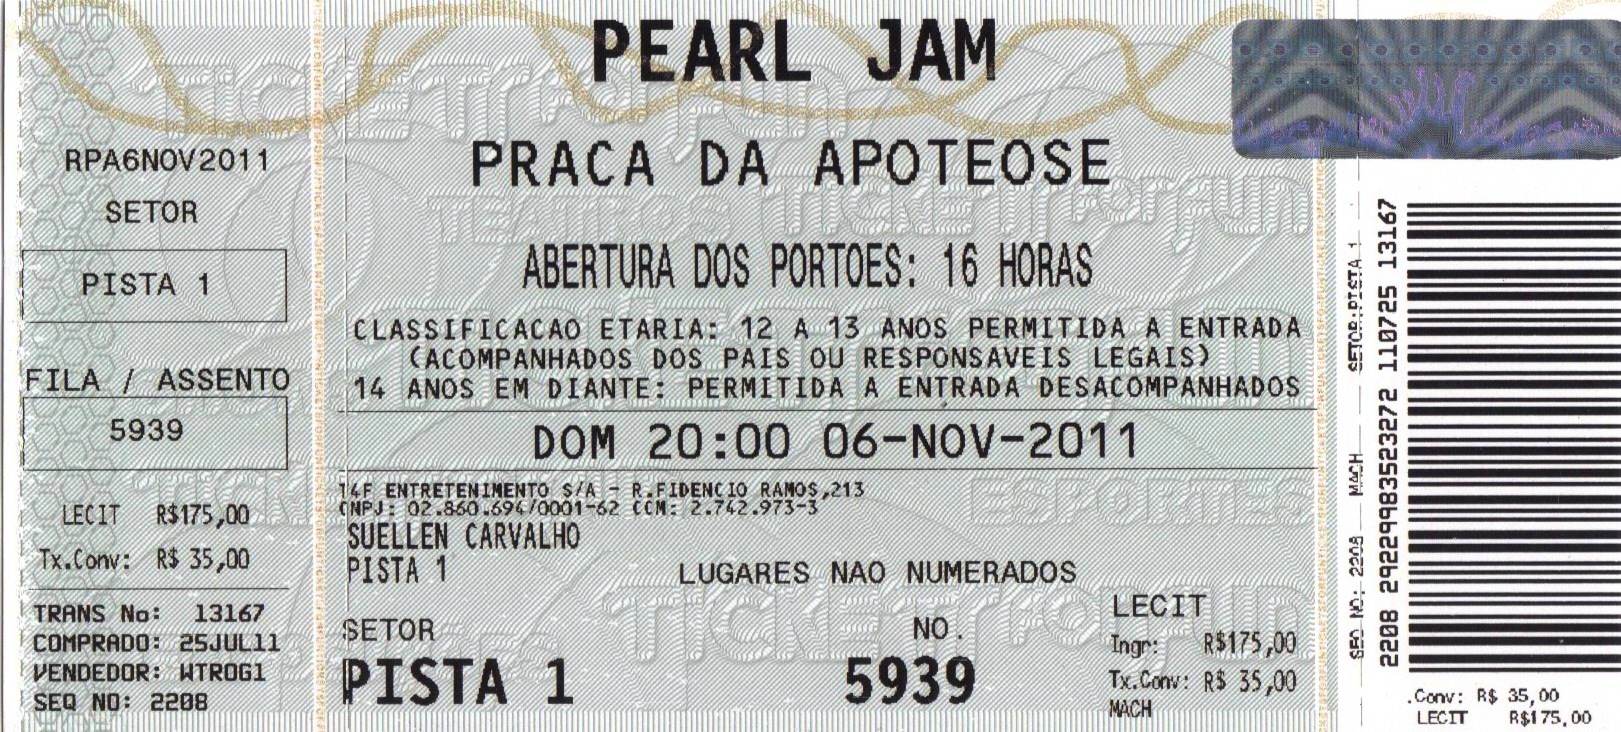 PEARL JAM
PRACA DA APOTEOSE
ABERTURA DOS PORTOES: 16 HORAS
CLASSIFICACAO ETARIA: 12 A 13 ANOS PERMITIDA A ENTRADA
(ACOMPANHADOS DOS PAIS OU RESPONSAVEIS LEGAIS)
14 ANOS EM DIANTE: PERMITIDA A ENTRADA DESACOMPANHADOS
DOM 20:00 06-NOV-2011
T4F ENTRETENIMENTO S/A - R.FIDENCIO RAMOS,213
CNPJ: 02.860.694/0001-62 CCM: 2.742.973-3
SUELLEN CARVALHO
PISTA 1
LUGARES NAO NUMERADOS
SETOR
PISTA 1
NO.
5939
LECIT
Ingr: R$175,00
Tx.Conv: R$ 35,00
MACH
RPA6NOV2011
SETOR
PISTA 1
FILA / ASSENTO
5939
LECIT R$175,00
Tx.Conv: R$ 35,00
TRANS No: 13167
COMPRADO: 25JUL11
VENDEDOR: WTROG1
SEQ NO: 2208
SEQ NO: 2208 MACH SETOR:PISTA 1
2208 29229983523272 110725 13167
.Conv: R$ 35,00
LECIT R$175,00